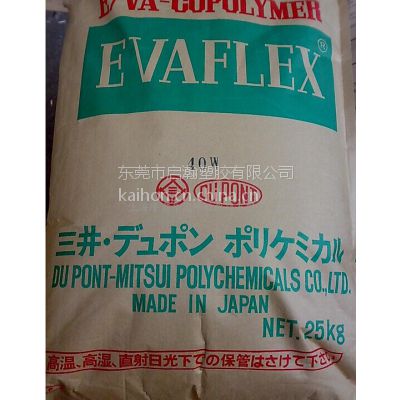 EVA-COPOLYMER
EVAFLEX®
40W
东莞市启瀚塑胶有限公司
DU PONT
三井・デュポン ポリケミカル
DU PONT-MITSUI POLYCHEMICALS CO.,LTD.
MADE IN JAPAN
NET. 25kg
高温、高湿、直射日光下での保管はさけて下さい